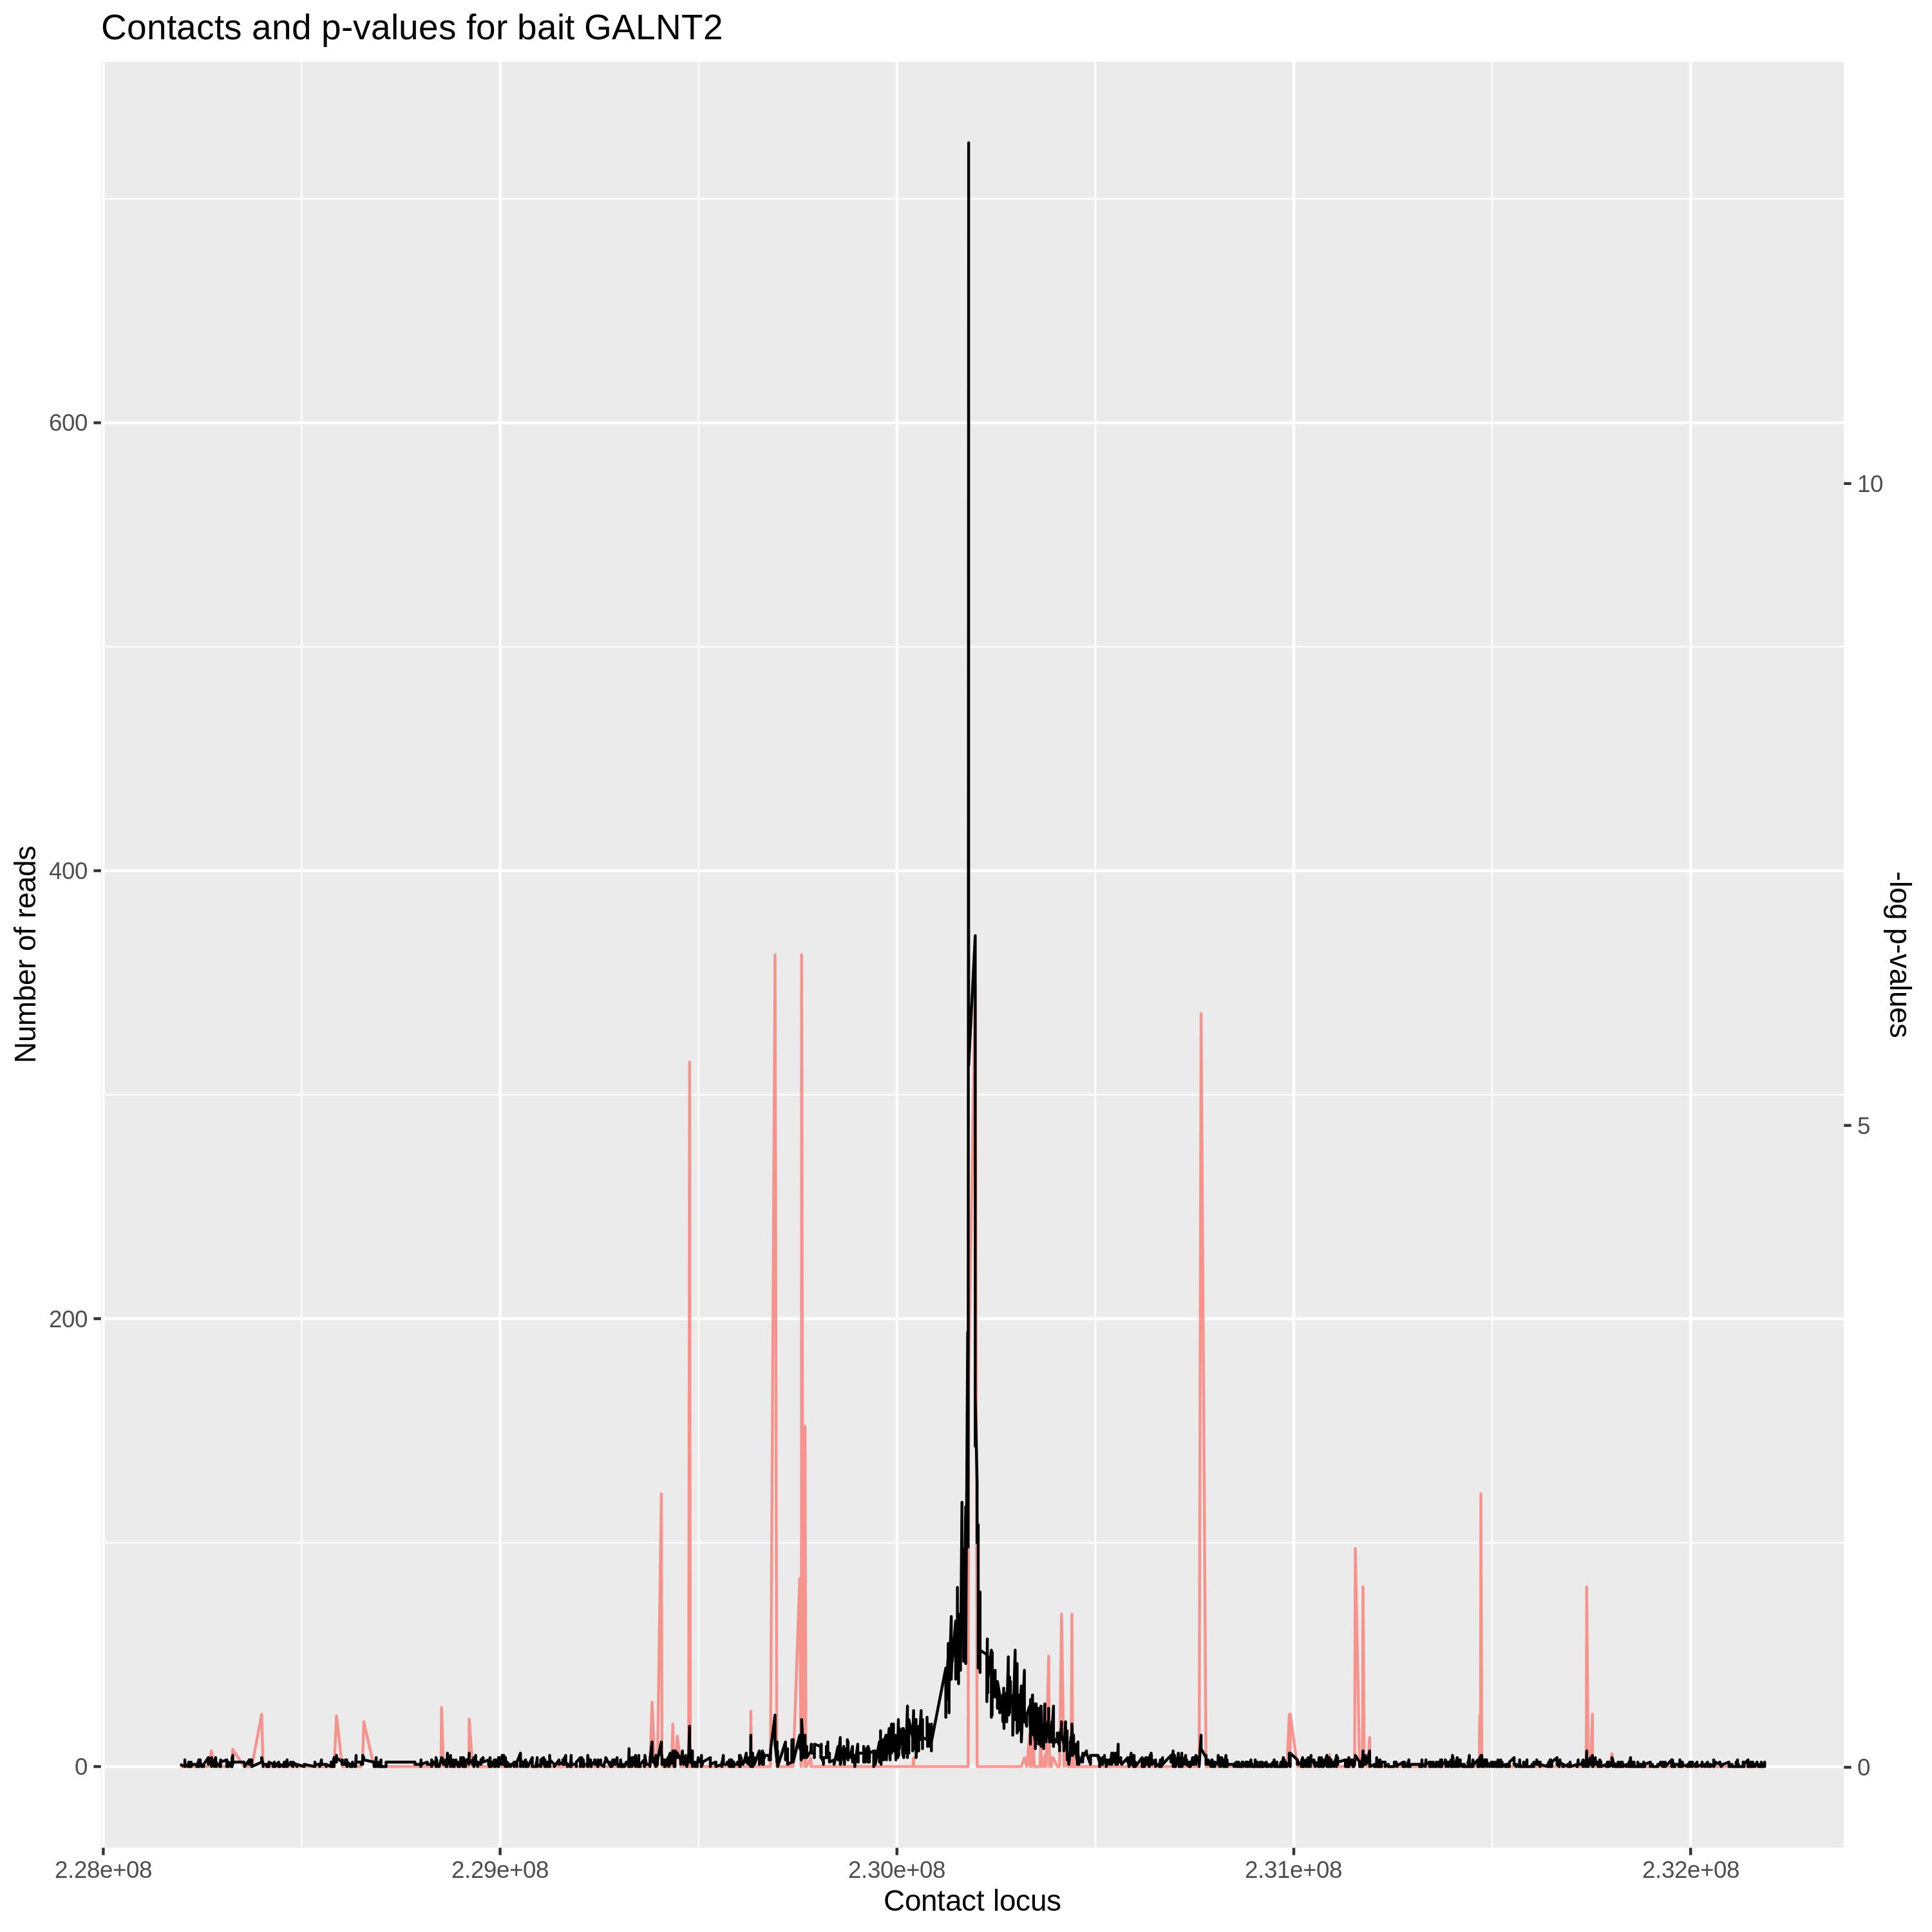 Contacts and p-values for bait GALNT2
Number of reads
600
400
200
0
10
5
0
-log p-values
2.28e+08
2.29e+08
2.30e+08
2.31e+08
2.32e+08
Contact locus